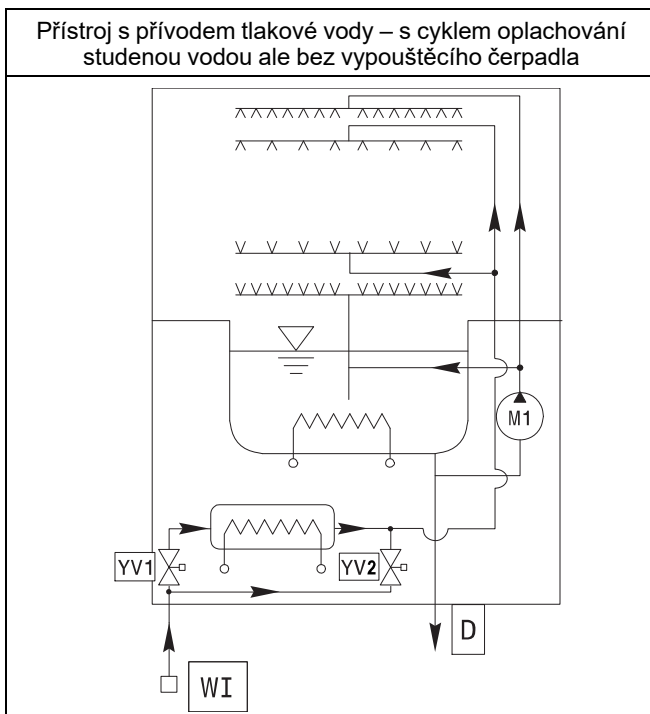 Přístroj s přívodem tlakové vody – s cyklem oplachování
studenou vodou ale bez vypouštěcího čerpadla
M1
YV1
YV2
D
WI